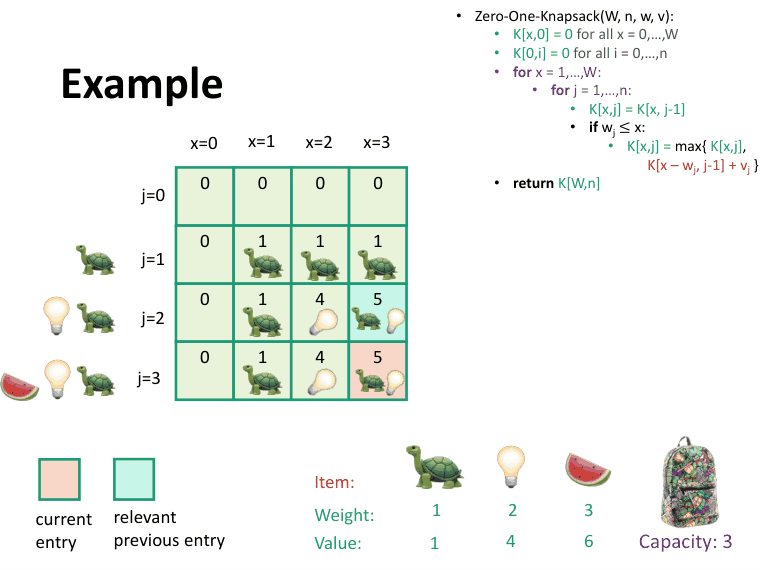 • Zero-One-Knapsack(W, n, w, v):
• K[x,0] = 0 for all x = 0,…,W
• K[0,i] = 0 for all i = 0,…,n
• for x = 1,…,W:
• for j = 1,…,n:
• K[x,j] = K[x, j-1]
• if wj ≤ x:
• K[x,j] = max{ K[x,j],
K[x – wj, j-1] + vj }
• return K[W,n]
Example
x=0 x=1 x=2 x=3
j=0 0 0 0 0
j=1 0 1 1 1
j=2 0 1 4 5
j=3 0 1 4 5
current
entry
relevant
previous entry
Item:
Weight: 1 2 3
Value: 1 4 6
Capacity: 3